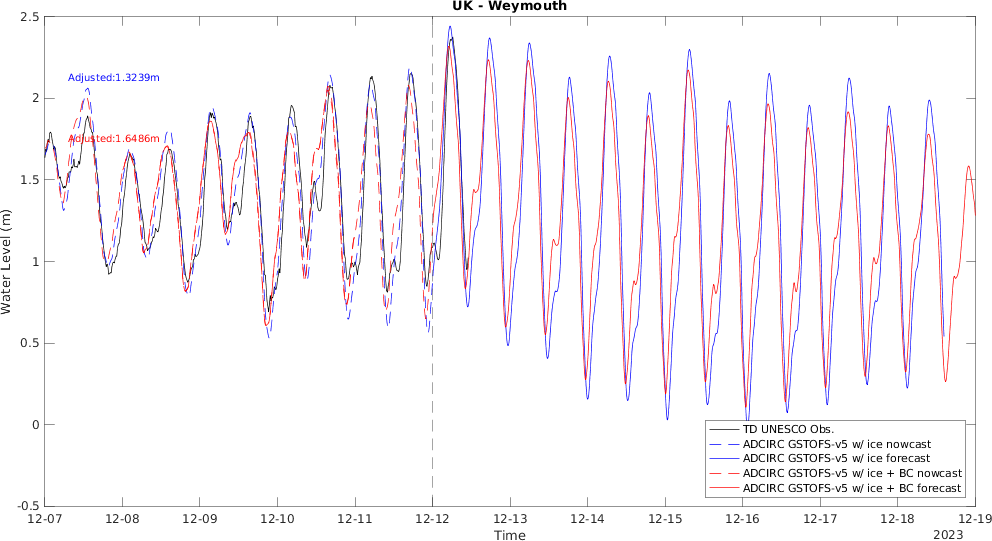 UK - Weymouth
2.5
2
1.5
1
0.5
0
-0.5
Water Level (m)
Adjusted:1.3239m
Adjusted:1.6486m
TD UNESCO Obs.
ADCIRC GSTOFS-v5 w/ ice nowcast
ADCIRC GSTOFS-v5 w/ ice forecast
ADCIRC GSTOFS-v5 w/ ice + BC nowcast
ADCIRC GSTOFS-v5 w/ ice + BC forecast
12-07 12-08 12-09 12-10 12-11 12-12 12-13 12-14 12-15 12-16 12-17 12-18 12-19
Time
2023